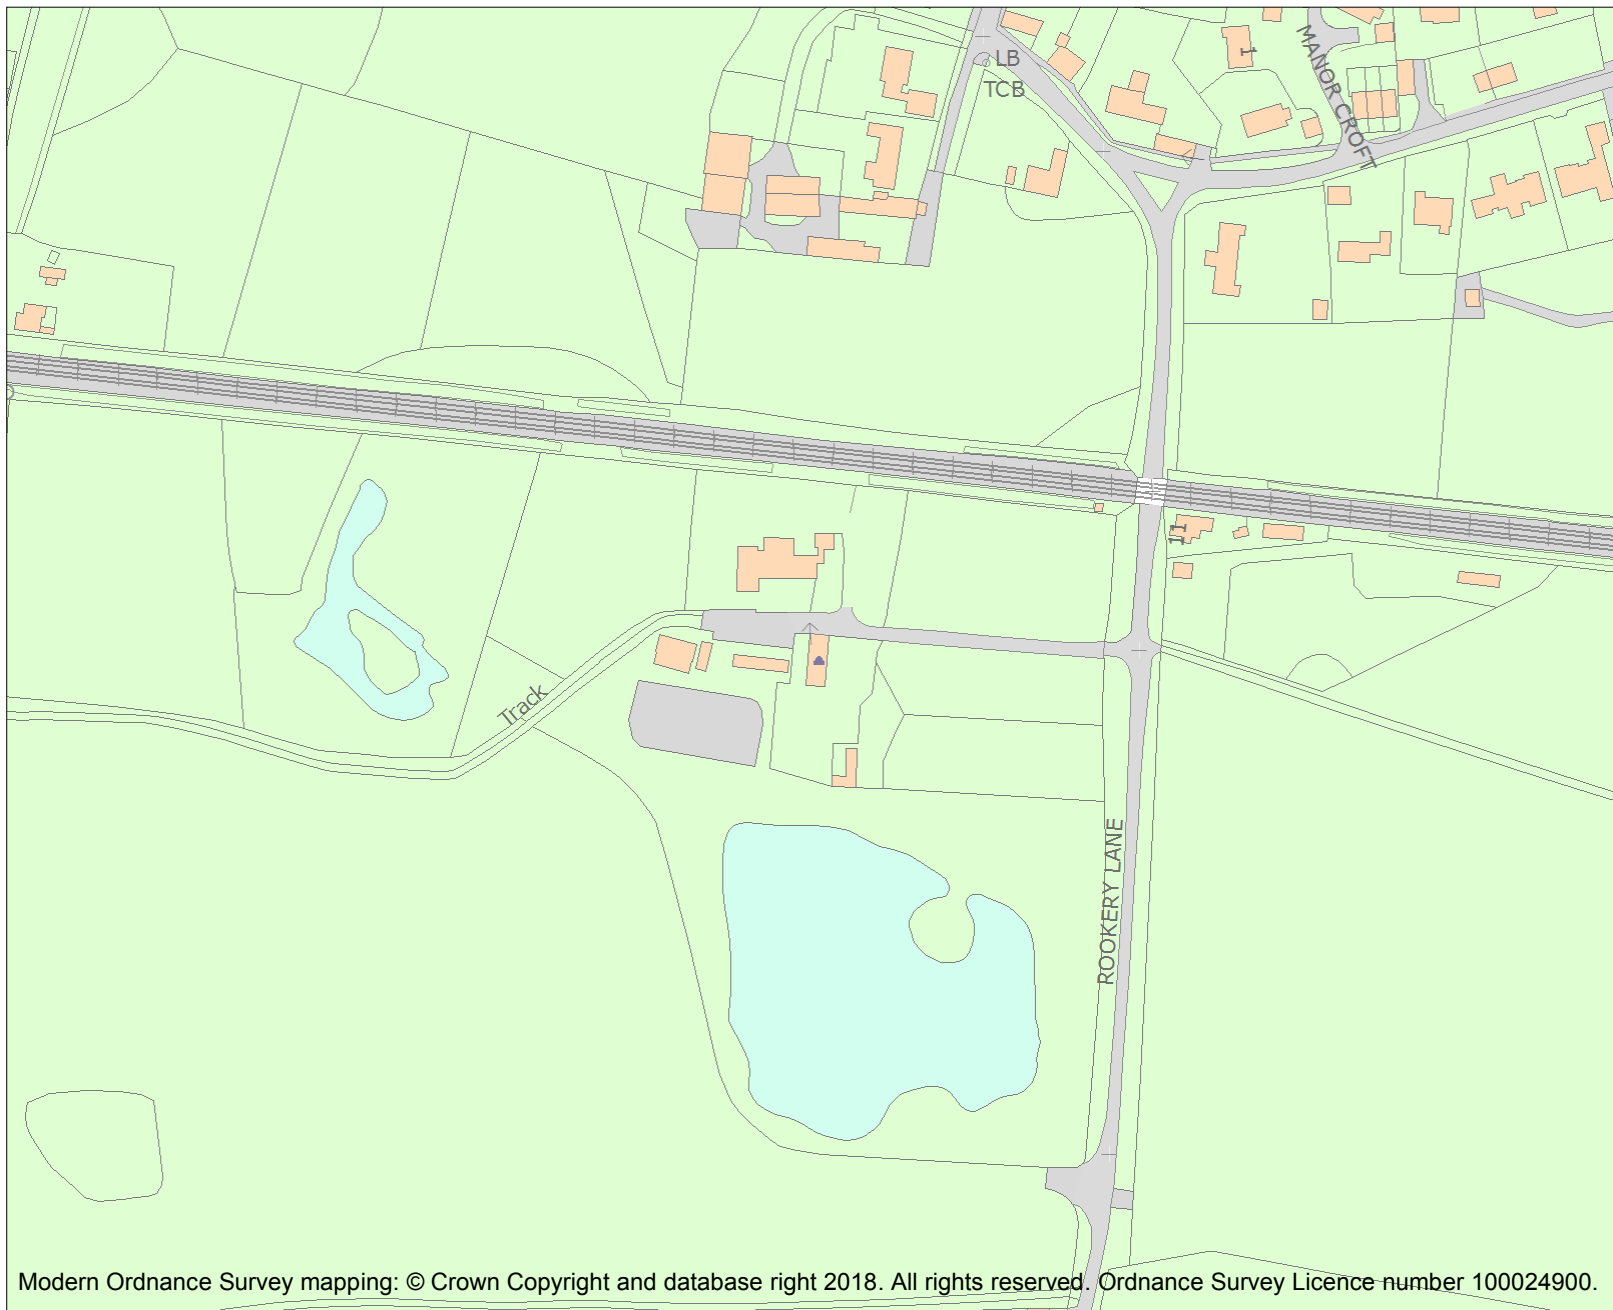 LB
TCB
1
MANOR CROFT
11
Track
ROOKERY LANE
Modern Ordnance Survey mapping: © Crown Copyright and database right 2018. All rights reserved. Ordnance Survey Licence number 100024900.